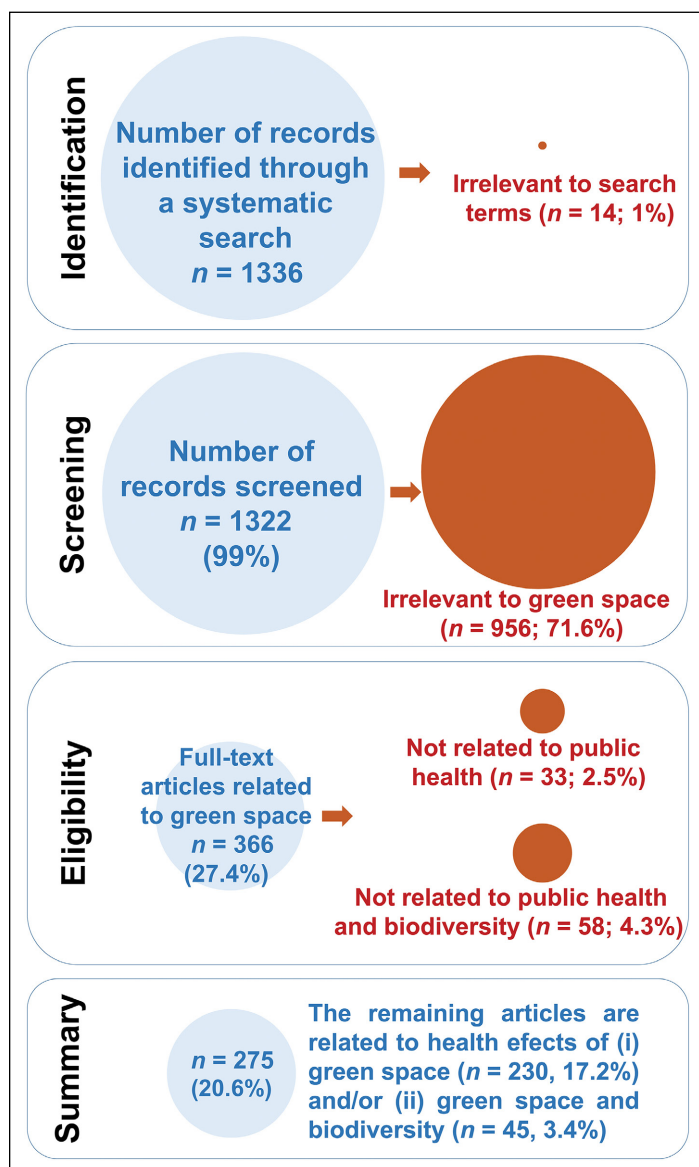 Identification
Number of records
identified through
a systematic
search
n = 1336
Irrelevant to search
terms (n = 14; 1%)
Screening
Number of
records screened
n = 1322
(99%)
Irrelevant to green space
(n = 956; 71.6%)
Eligibility
Full-text
articles related
to green space
n = 366
(27.4%)
Not related to public
health (n = 33; 2.5%)
Not related to public health
and biodiversity (n = 58; 4.3%)
Summary
n = 275
(20.6%)
The remaining articles are
related to health efects of (i)
green space (n = 230, 17.2%)
and/or (ii) green space and
biodiversity (n = 45, 3.4%)